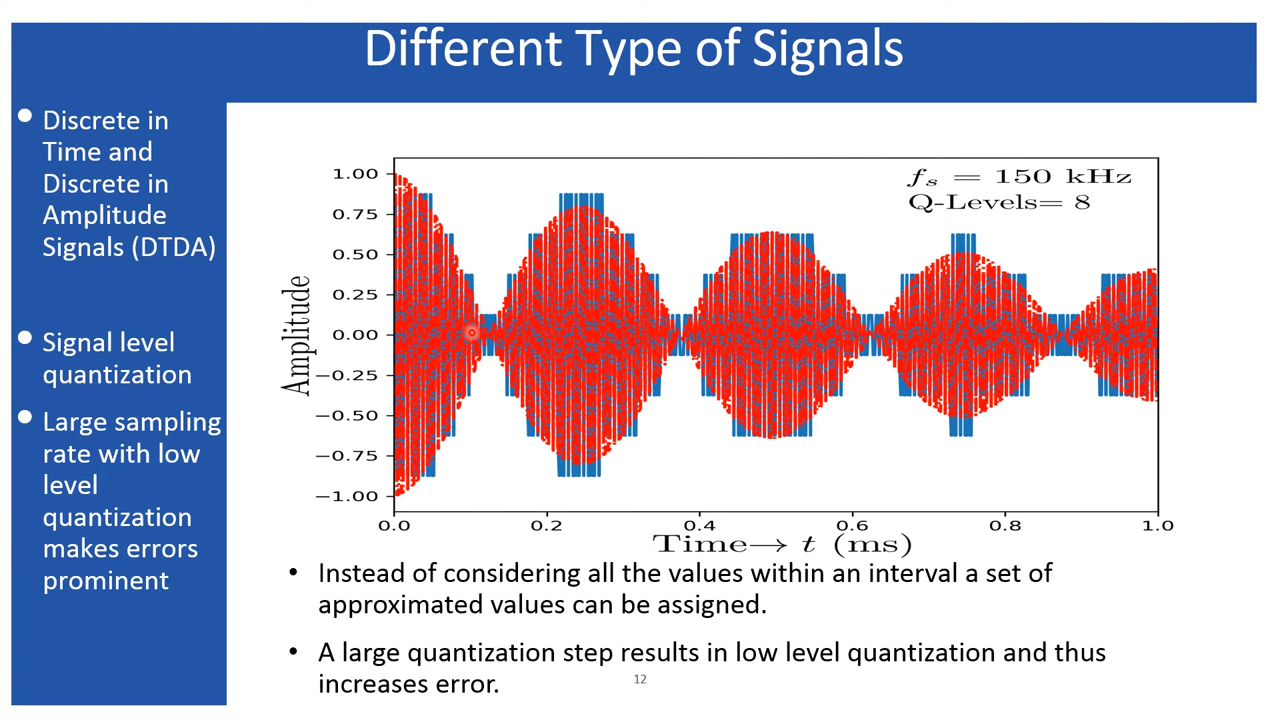 Different Type of Signals
• Discrete in
Time and
Discrete in
Amplitude
Signals (DTDA)
• Signal level
quantization
• Large sampling
rate with low
level
quantization
makes errors
prominent
f_s = 150 kHz
Q-Levels= 8
Amplitude
1.00
0.75
0.50
0.25
0.00
−0.25
−0.50
−0.75
−1.00
0.0 0.2 0.4 0.6 0.8 1.0
Time→ t (ms)
• Instead of considering all the values within an interval a set of
approximated values can be assigned.
• A large quantization step results in low level quantization and thus
increases error.
12